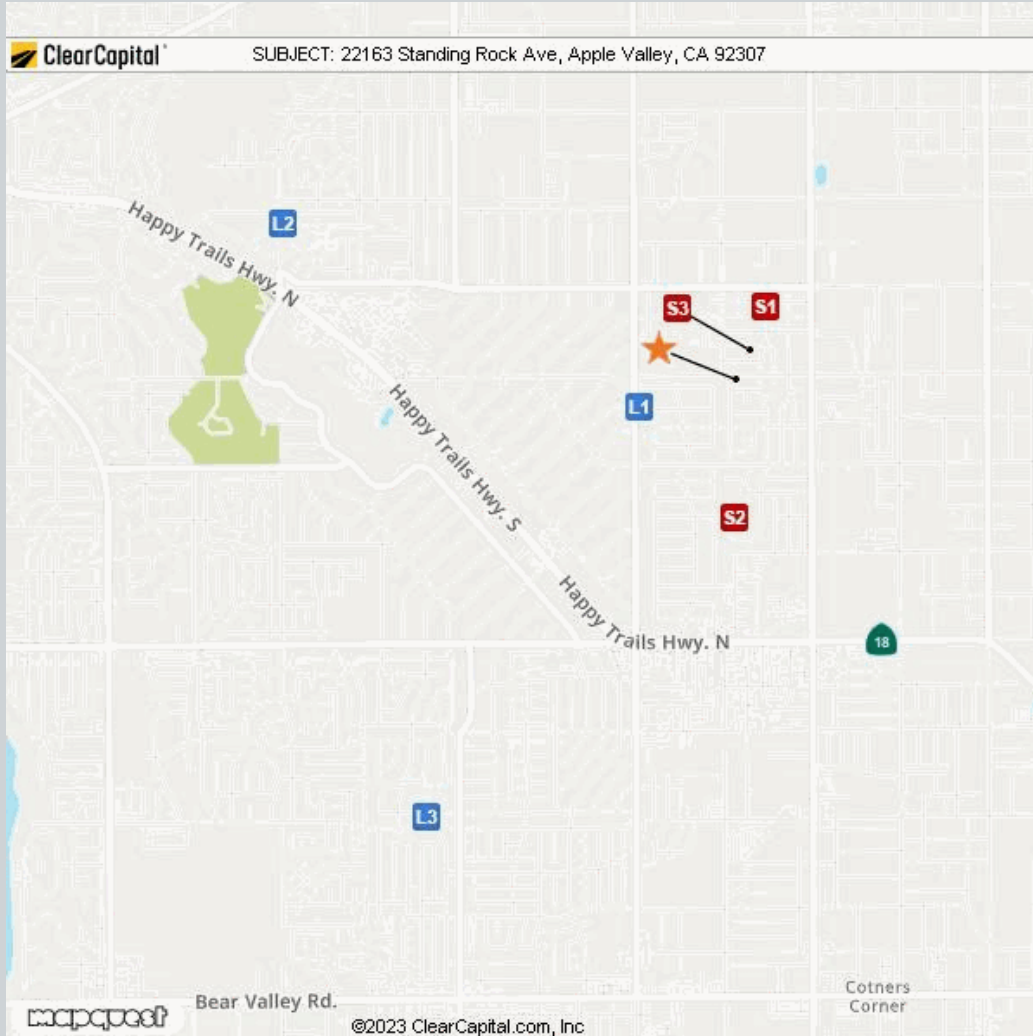 ClearCapital®
SUBJECT: 22163 Standing Rock Ave, Apple Valley, CA 92307
Happy Trails Hwy. N
L2
S3
S1
L1
Happy Trails Hwy. S
S2
Happy Trails Hwy. N
18
L3
Bear Valley Rd.
Cotners
Corner
mapquest
©2023 ClearCapital.com, Inc